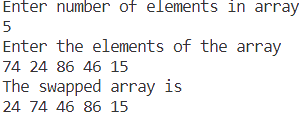 Enter number of elements in array
5
Enter the elements of the array
74 24 86 46 15
The swapped array is
24 74 46 86 15